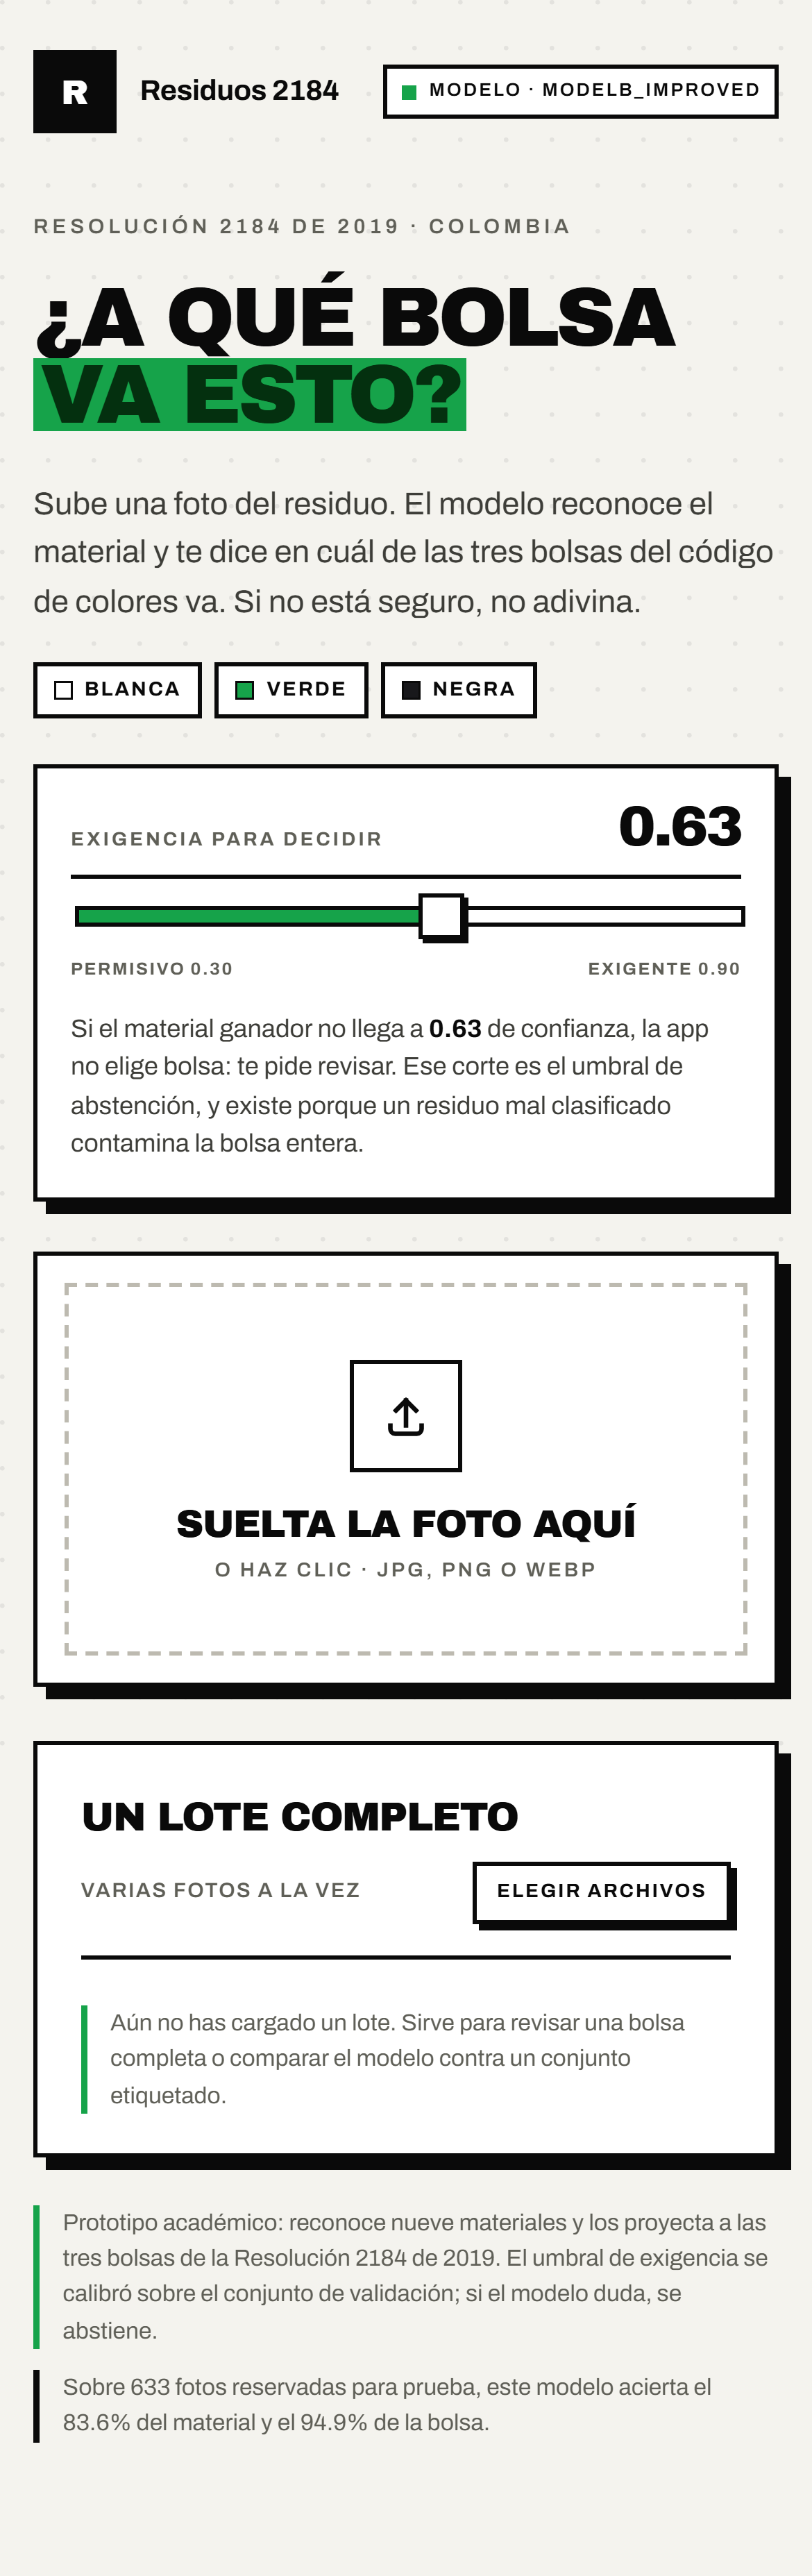 R
Residuos 2184
MODELO · MODELB_IMPROVED
RESOLUCIÓN 2184 DE 2019 · COLOMBIA
¿A QUÉ BOLSA
VA ESTO?
Sube una foto del residuo. El modelo reconoce el
material y te dice en cuál de las tres bolsas del código
de colores va. Si no está seguro, no adivina.
BLANCA
VERDE
NEGRA
EXIGENCIA PARA DECIDIR
0.63
PERMISIVO 0.30
EXIGENTE 0.90
Si el material ganador no llega a 0.63 de confianza, la app
no elige bolsa: te pide revisar. Ese corte es el umbral de
abstención, y existe porque un residuo mal clasificado
contamina la bolsa entera.
SUELTA LA FOTO AQUÍ
O HAZ CLIC · JPG, PNG O WEBP
UN LOTE COMPLETO
VARIAS FOTOS A LA VEZ
ELEGIR ARCHIVOS
Aún no has cargado un lote. Sirve para revisar una bolsa
completa o comparar el modelo contra un conjunto
etiquetado.
Prototipo académico: reconoce nueve materiales y los proyecta a las
tres bolsas de la Resolución 2184 de 2019. El umbral de exigencia se
calibró sobre el conjunto de validación; si el modelo duda, se
abstiene.
Sobre 633 fotos reservadas para prueba, este modelo acierta el
83.6% del material y el 94.9% de la bolsa.